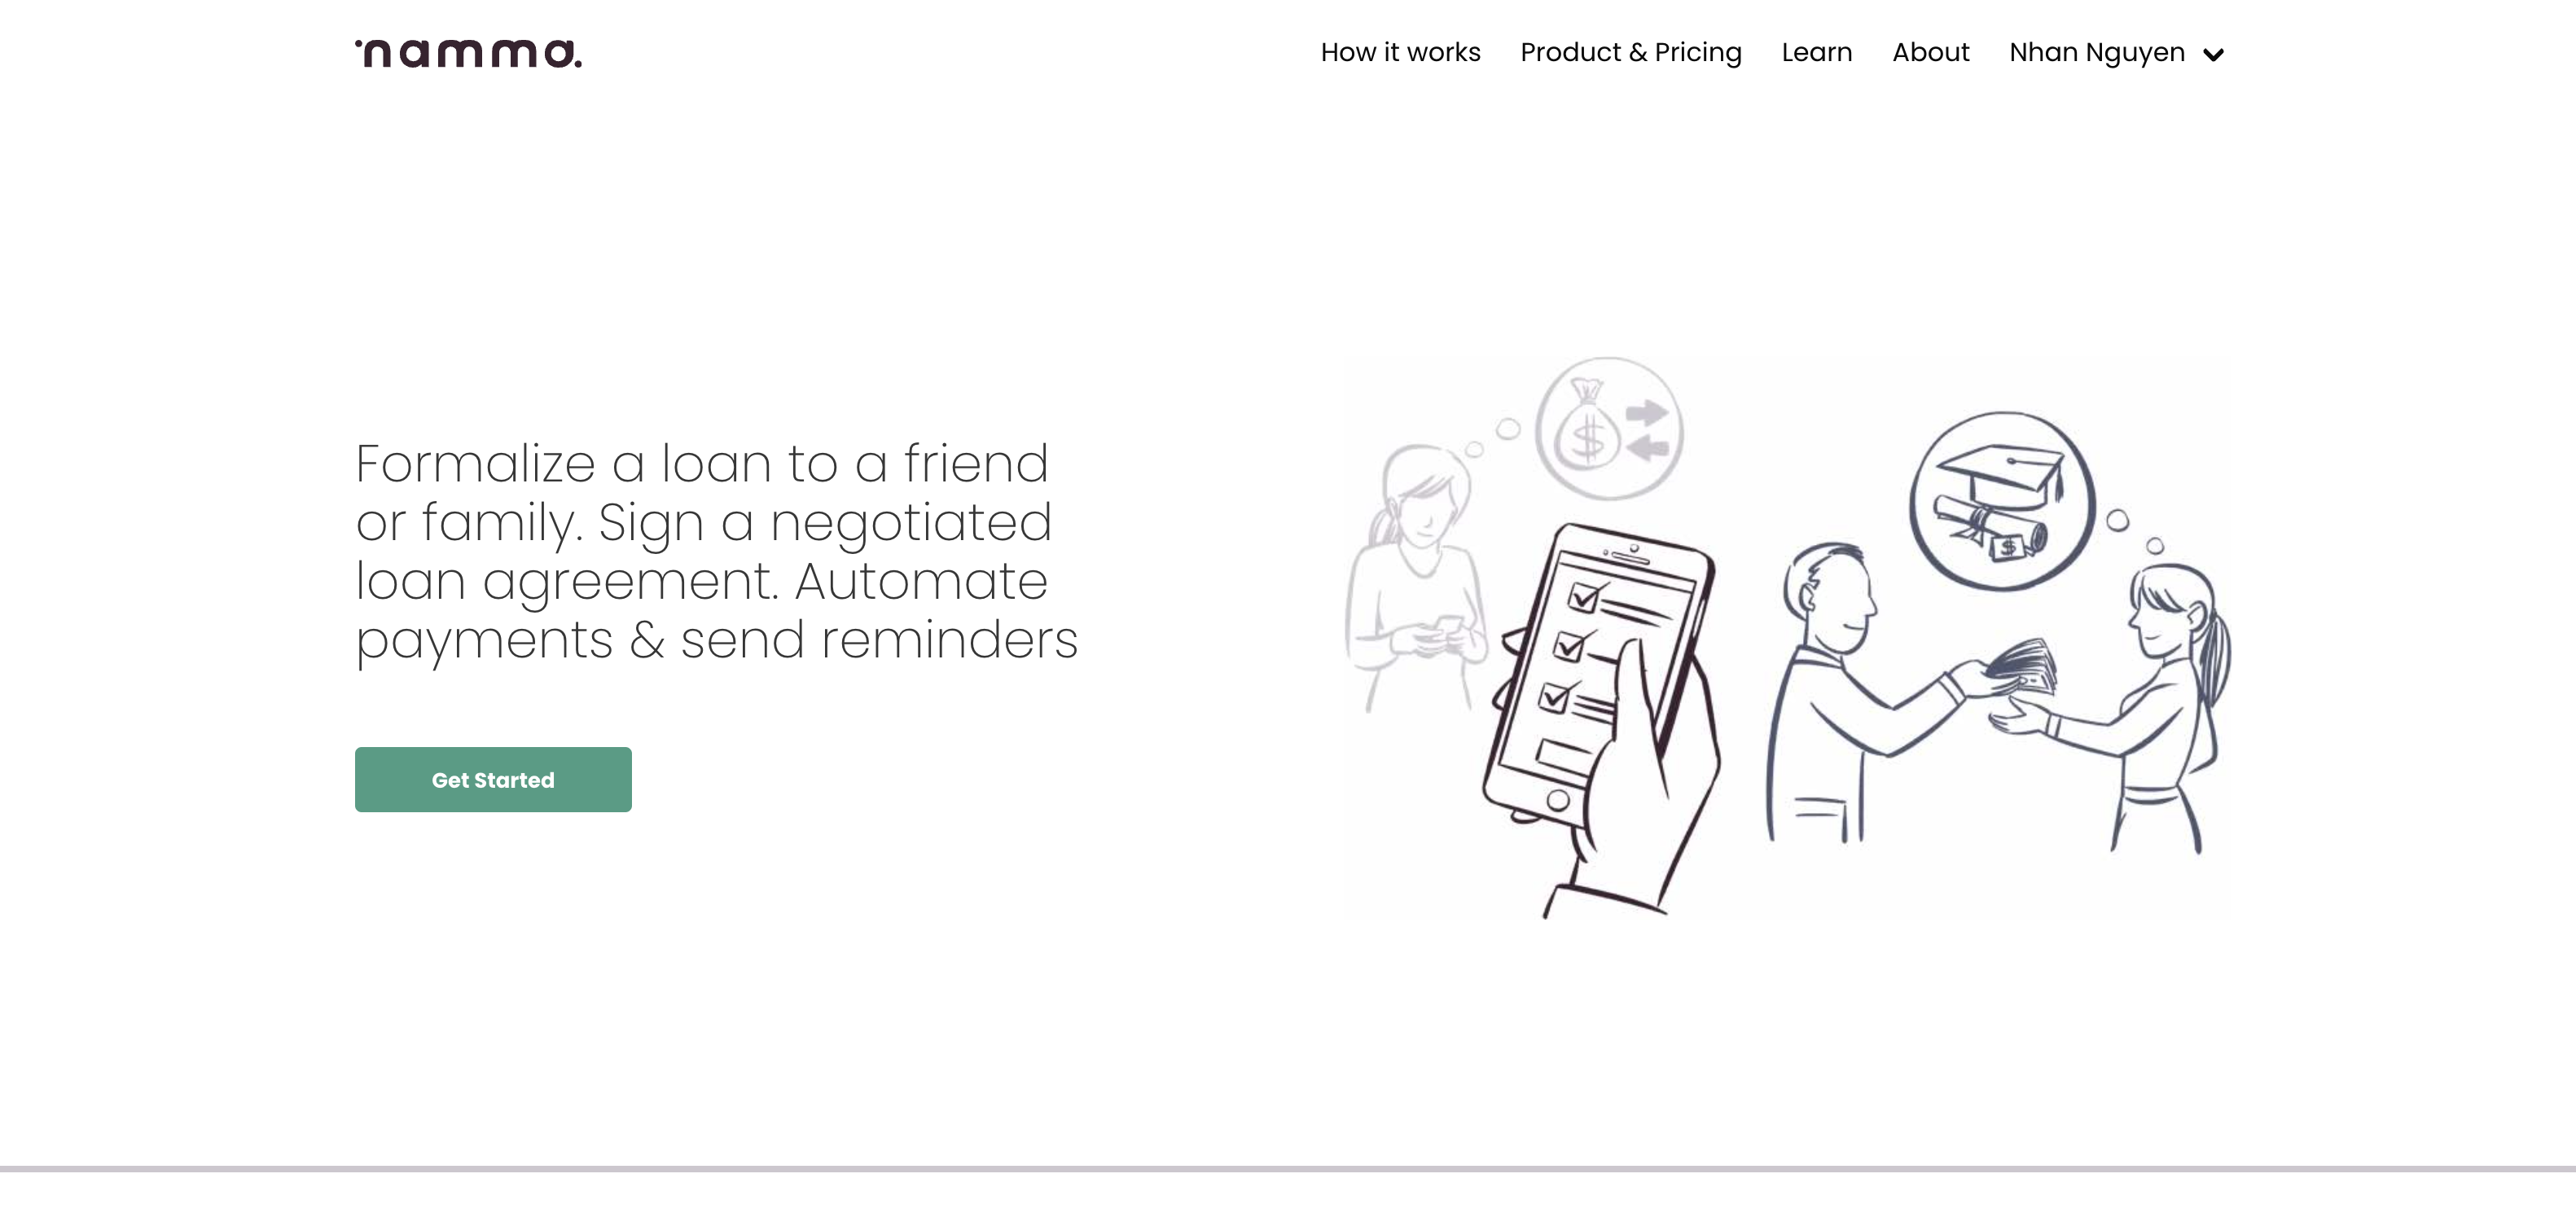 namma.
How it works Product & Pricing Learn About Nhan Nguyen
Formalize a loan to a friend
or family. Sign a negotiated
loan agreement. Automate
payments & send reminders
$
$
Get Started